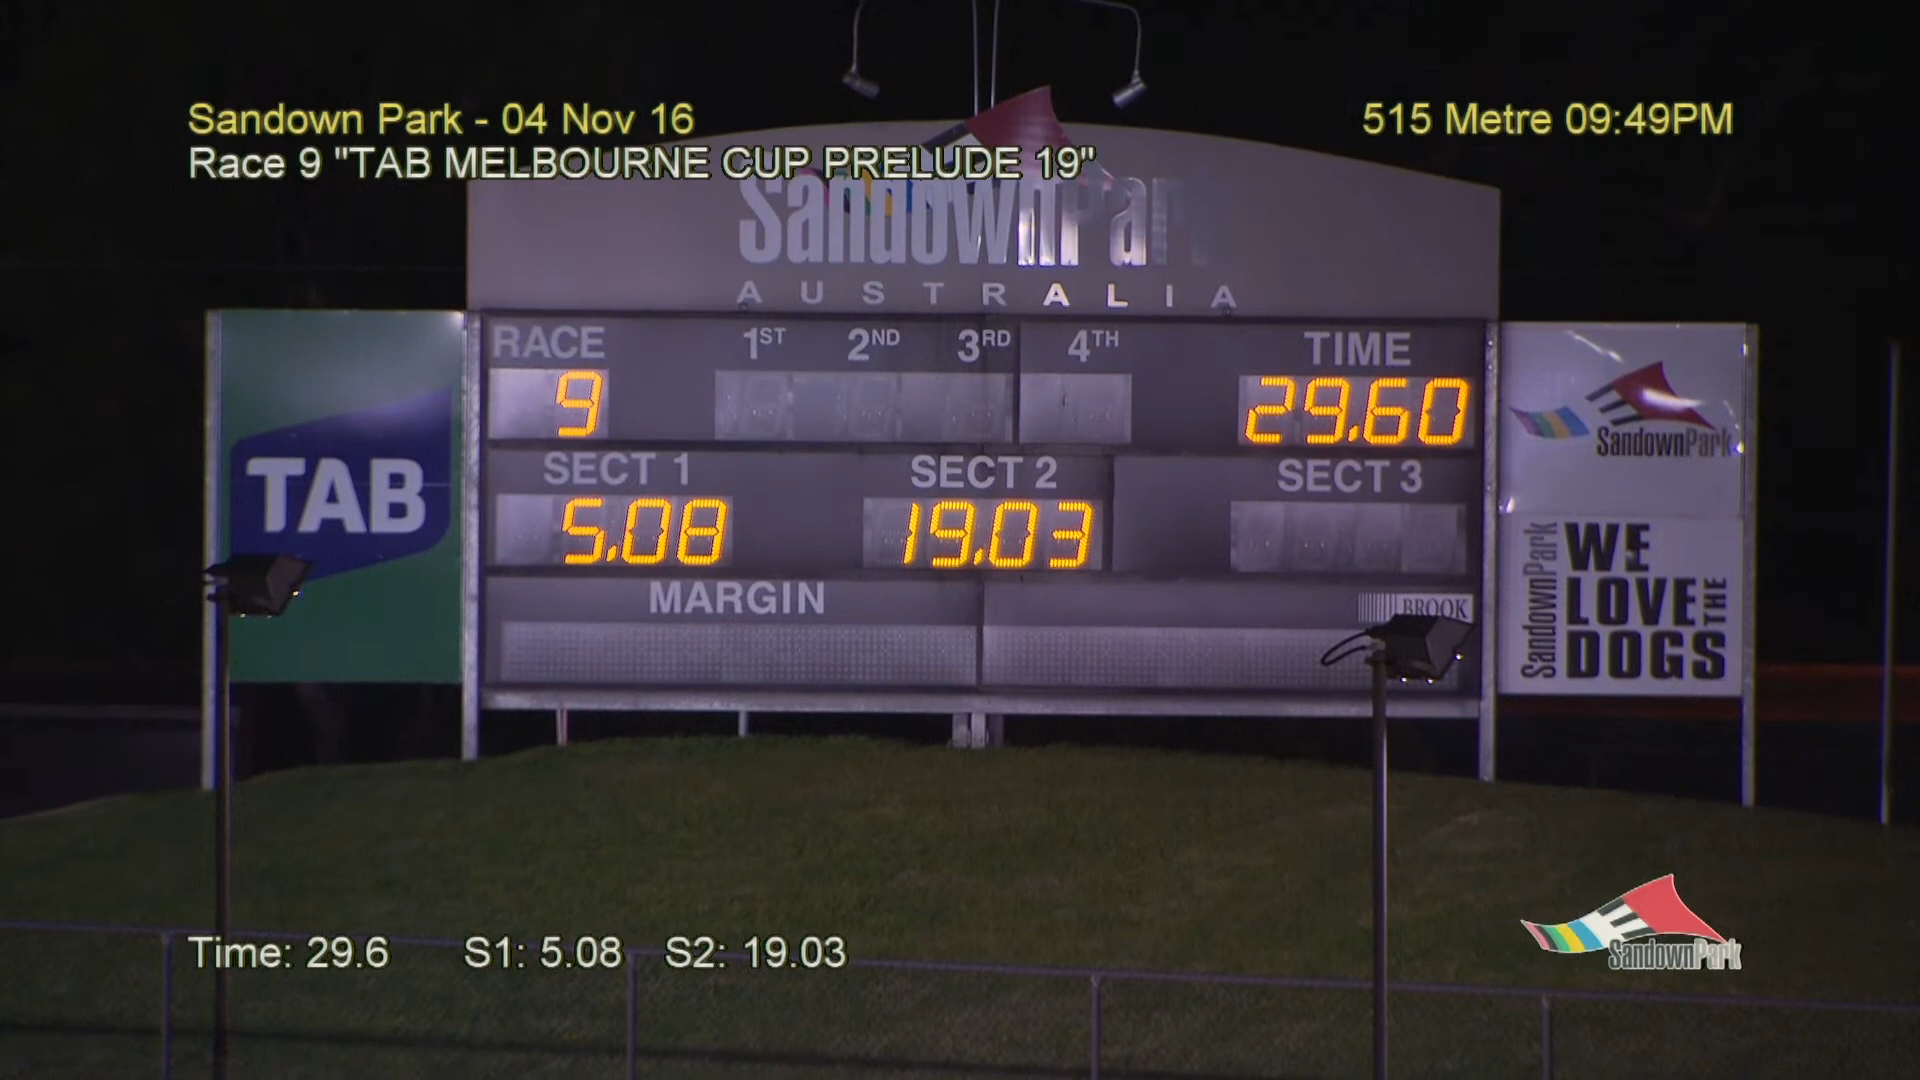 Sandown Park - 04 Nov 16
515 Metre 09:49PM
Race 9 "TAB MELBOURNE CUP PRELUDE 19"
SandownPark
AUSTRALIA
RACE 1ST 2ND 3RD 4TH TIME
9 29.60
SECT 1 SECT 2 SECT 3
5.08 19.03
MARGIN
BROOK
TAB
SandownPark
SandownPark
WE
LOVE THE
DOGS
Time: 29.6 S1: 5.08 S2: 19.03
SandownPark